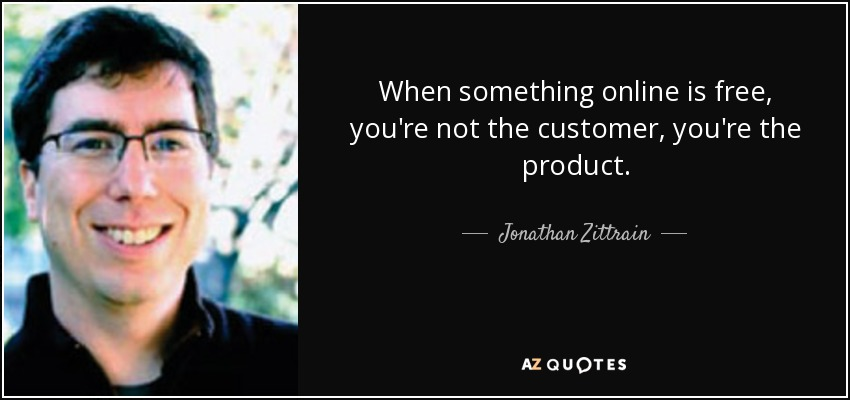 When something online is free,
you're not the customer, you're the
product.
Jonathan Zittrain
AZ QUOTES